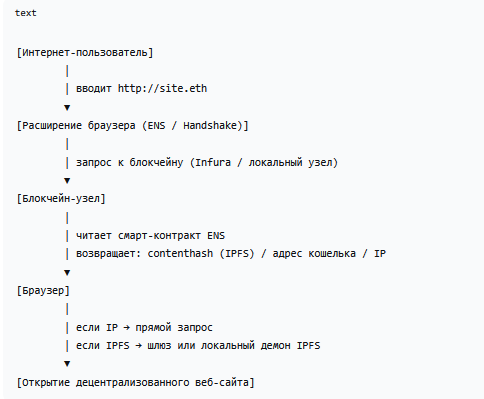 text
[Интернет-пользователь]
│
│ вводит http://site.eth
▼
[Расширение браузера (ENS / Handshake)]
│
│ запрос к блокчейну (Infura / локальный узел)
▼
[Блокчейн-узел]
│
│ читает смарт-контракт ENS
│ возвращает: contenthash (IPFS) / адрес кошелька / IP
▼
[Браузер]
│
│ если IP → прямой запрос
│ если IPFS → шлюз или локальный демон IPFS
▼
[Открытие децентрализованного веб-сайта]